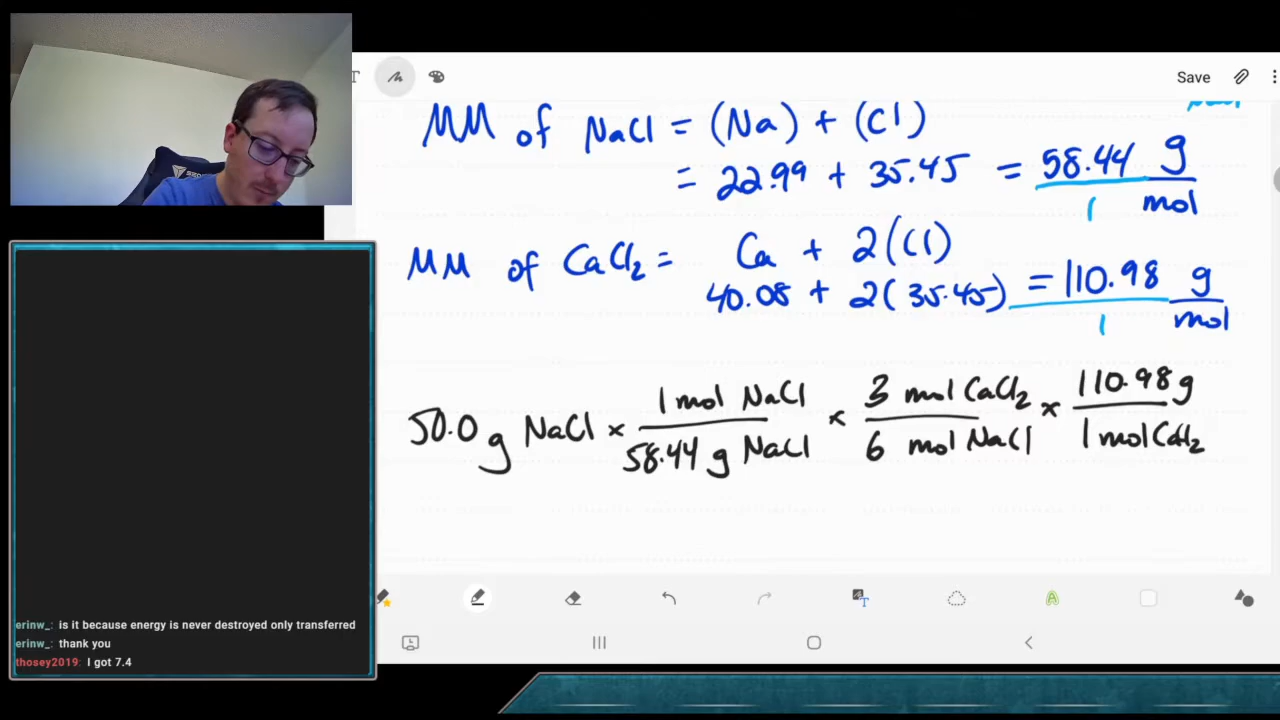 T
Save
MM of NaCl = (Na) + (Cl)
= 22.99 + 35.45 = 58.44 g
1 mol
MM of CaCl2 = Ca + 2(Cl)
40.08 + 2(35.45) = 110.98 g
1 mol
1 mol NaCl 3 mol CaCl2 110.98 g
50.0 g NaCl × × ×
58.44 g NaCl 6 mol NaCl 1 mol CaCl2
erinw_: is it because energy is never destroyed only transferred
erinw_: thank you
thosey2019: I got 7.4
T
A